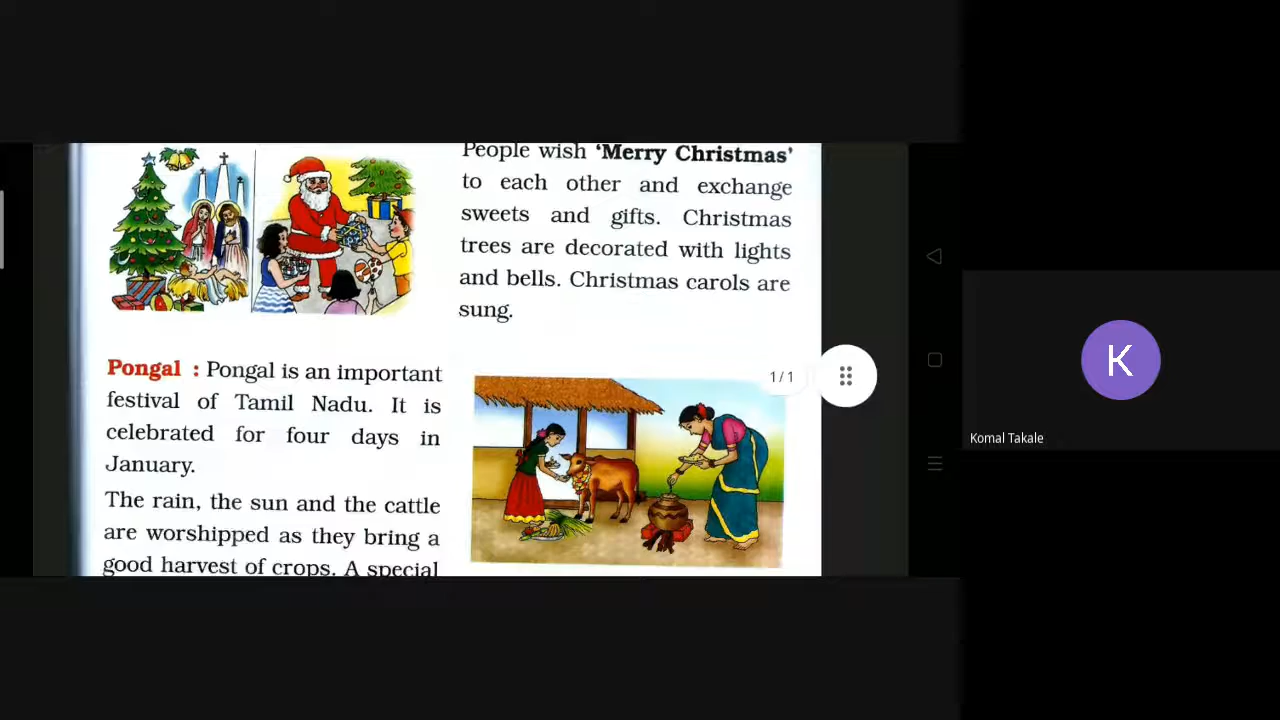 People wish ‘Merry Christmas’
to each other and exchange
sweets and gifts. Christmas
trees are decorated with lights
and bells. Christmas carols are
sung.
Pongal : Pongal is an important
festival of Tamil Nadu. It is
celebrated for four days in
January.
The rain, the sun and the cattle
are worshipped as they bring a
good harvest of crops. A special
1/1
K
Komal Takale